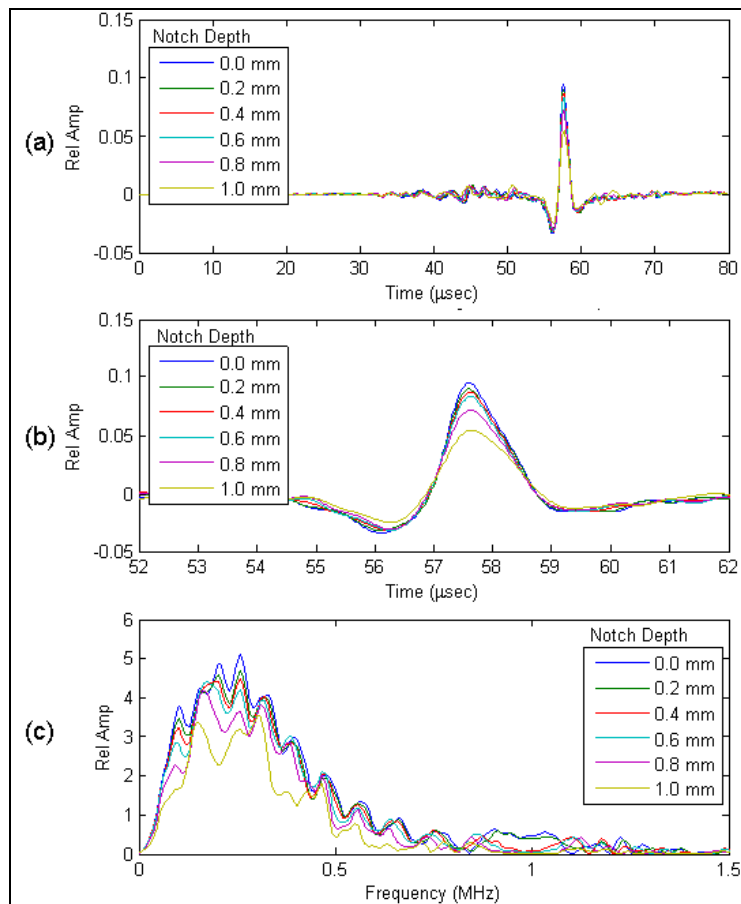 (a)
Rel Amp
0.15
0.1
0.05
0
-0.05
Notch Depth
0.0 mm
0.2 mm
0.4 mm
0.6 mm
0.8 mm
1.0 mm
0 10 20 30 40 50 60 70 80
Time (μsec)
(b)
Rel Amp
0.15
0.1
0.05
0
-0.05
Notch Depth
0.0 mm
0.2 mm
0.4 mm
0.6 mm
0.8 mm
1.0 mm
52 53 54 55 56 57 58 59 60 61 62
Time (μsec)
(c)
Rel Amp
6
5
4
3
2
1
0
Notch Depth
0.0 mm
0.2 mm
0.4 mm
0.6 mm
0.8 mm
1.0 mm
0 0.5 1 1.5
Frequency (MHz)